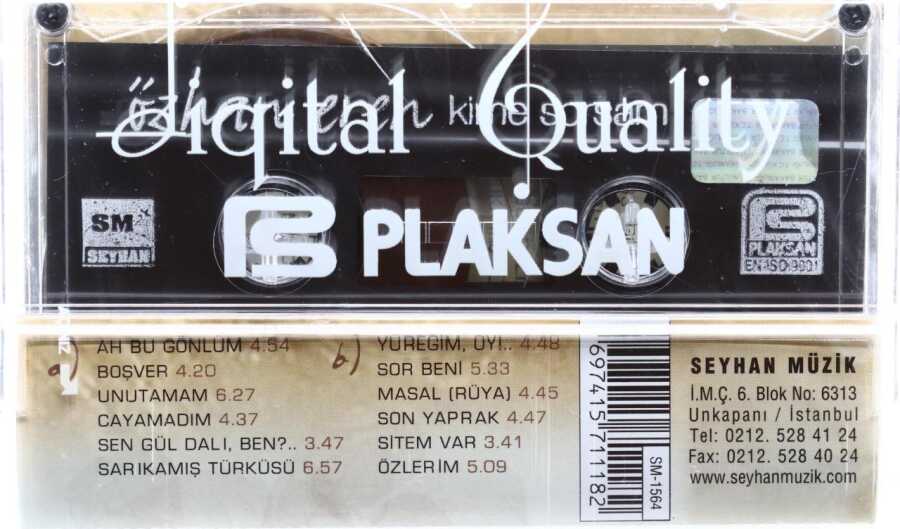 Digital Quality
özhan eren kime sorsam
SM
SEYHAN
PLAKSAN
PLAKSAN
EN-ISO 9001
a)
AH BU GÖNLÜM 4.54
BOŞVER 4.20
UNUTAMAM 6.27
CAYAMADIM 4.37
SEN GÜL DALI, BEN?.. 3.47
SARIKAMIŞ TÜRKÜSÜ 6.57
b)
YÜREĞİM, UY!.. 4.48
SOR BENİ 5.33
MASAL (RÜYA) 4.45
SON YAPRAK 4.47
SİTEM VAR 3.41
ÖZLERİM 5.09
697415 711182
SM-1564
SEYHAN MÜZİK
İ.M.Ç. 6. Blok No: 6313
Unkapanı / İstanbul
Tel: 0212. 528 41 24
Fax: 0212. 528 40 24
www.seyhanmuzik.com